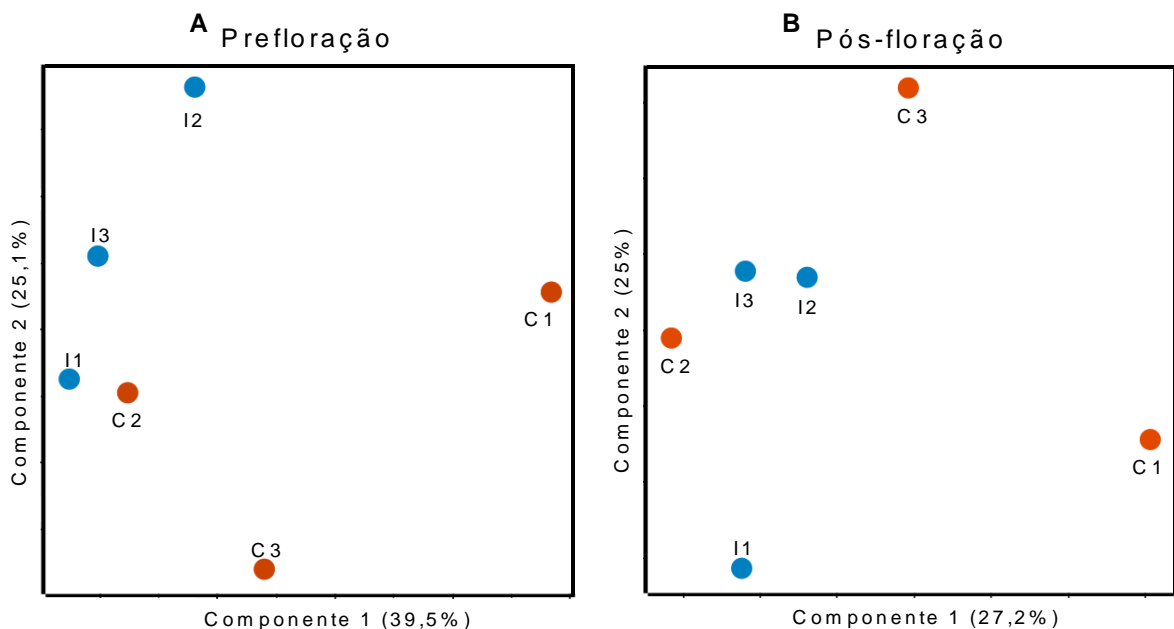 A
Prefloração
I2
I3
C1
I1
C2
C3
Componente 2 (25,1%)
Componente 1 (39,5%)
B
Pós-floração
C3
I3
I2
C2
C1
I1
Componente 2 (25%)
Componente 1 (27,2%)